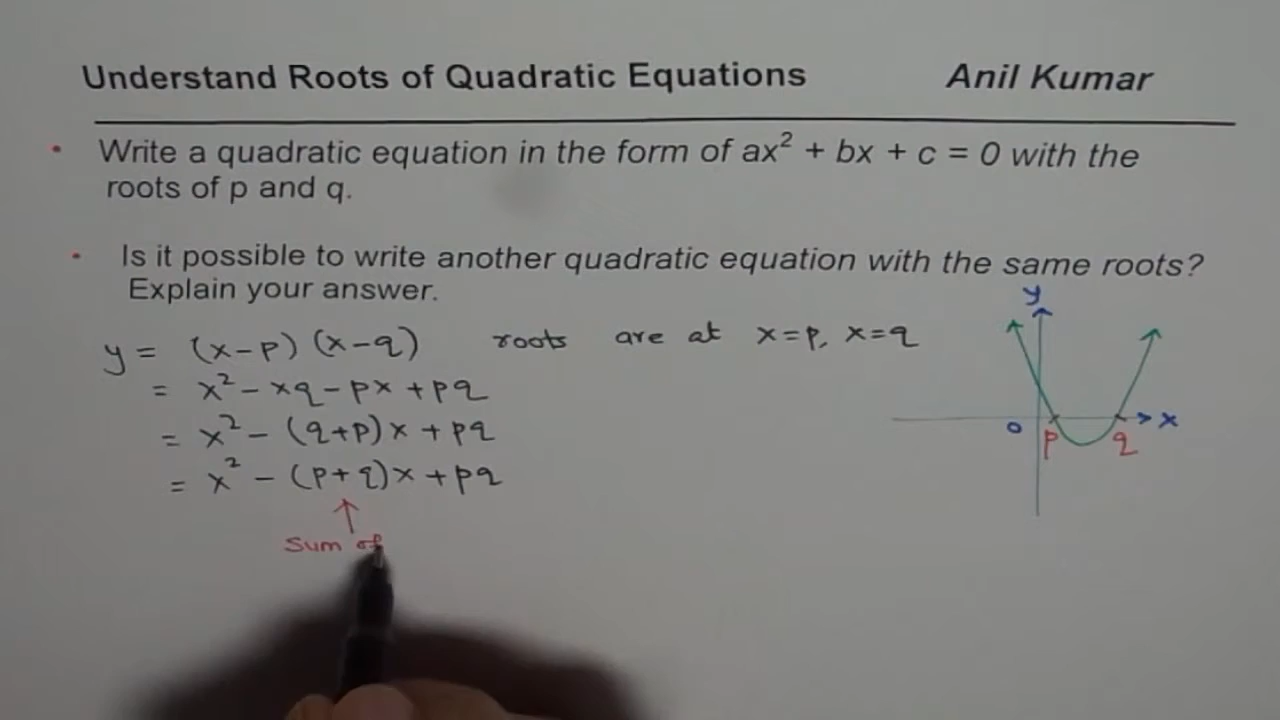 Understand Roots of Quadratic Equations Anil Kumar
• Write a quadratic equation in the form of ax² + bx + c = 0 with the
roots of p and q.
• Is it possible to write another quadratic equation with the same roots?
Explain your answer.
y
y = (x-p) (x-q) roots are at x=p, x=q
= x² - xq - px + pq
= x² - (q+p)x + pq
0 p q x
= x² - (p+q)x + pq
↑
Sum of